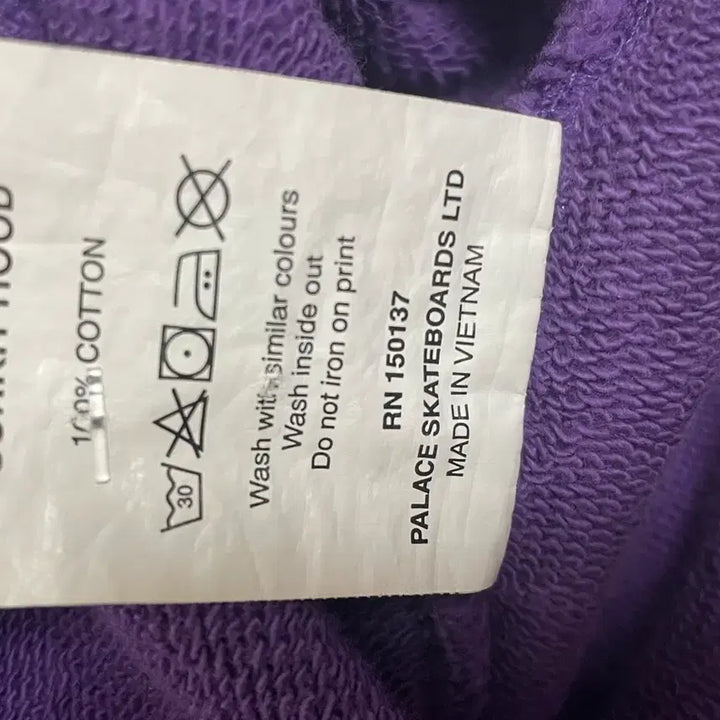 100% COTTON
30
Wash with similar colours
Wash inside out
Do not iron on print
RN 150137
PALACE SKATEBOARDS LTD
MADE IN VIETNAM